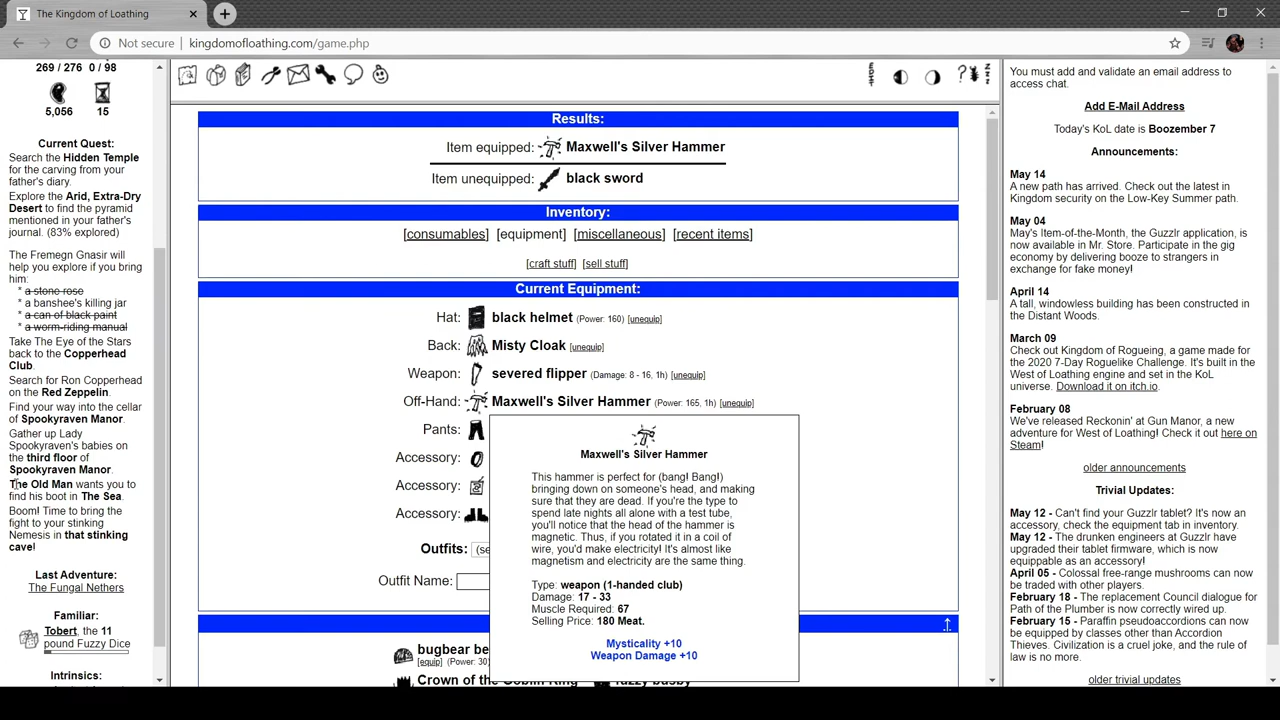 The Kingdom of Loathing
Not secure | kingdomofloathing.com/game.php
269 / 276 0 / 98
5,056 15
Current Quest:
Search the Hidden Temple
for the carving from your
father's diary.
Explore the Arid, Extra-Dry
Desert to find the pyramid
mentioned in your father's
journal. (83% explored)
The Fremegn Gnasir will
help you explore if you bring
him:
* a stone rose
* a banshee's killing jar
* a can of black paint
* a worm-riding manual
Take The Eye of the Stars
back to the Copperhead
Club.
Search for Ron Copperhead
on the Red Zeppelin.
Find your way into the cellar
of Spookyraven Manor.
Gather up Lady
Spookyraven's babies on
the third floor of
Spookyraven Manor.
The Old Man wants you to
find his boot in The Sea.
Boom! Time to bring the
fight to your stinking
Nemesis in that stinking
cave!
Last Adventure:
The Fungal Nethers
Familiar:
Tobert, the 11
pound Fuzzy Dice
Intrinsics:
Results:
Item equipped: Maxwell's Silver Hammer
Item unequipped: black sword
Inventory:
[consumables] [equipment] [miscellaneous] [recent items]
[craft stuff] [sell stuff]
Current Equipment:
Hat: black helmet (Power: 160) [unequip]
Back: Misty Cloak [unequip]
Weapon: severed flipper (Damage: 8 - 16, 1h) [unequip]
Off-Hand: Maxwell's Silver Hammer (Power: 165, 1h) [unequip]
Pants:
Accessory:
Accessory:
Accessory:
Outfits: (se
Outfit Name:
Maxwell's Silver Hammer
This hammer is perfect for (bang! Bang!)
bringing down on someone's head, and making
sure that they are dead. If you're the type to
spend late nights all alone with a test tube,
you'll notice that the head of the hammer is
magnetic. Thus, if you rotated it in a coil of
wire, you'd make electricity! It's almost like
magnetism and electricity are the same thing.
Type: weapon (1-handed club)
Damage: 17 - 33
Muscle Required: 67
Selling Price: 180 Meat.
Mysticality +10
Weapon Damage +10
bugbear be
[equip] (Power: 30)
Crown of the Goblin King fuzzy busby
You must add and validate an email address to
access chat.
Add E-Mail Address
Today's KoL date is Boozember 7
Announcements:
May 14
A new path has arrived. Check out the latest in
Kingdom security on the Low-Key Summer path.
May 04
May's Item-of-the-Month, the Guzzlr application, is
now available in Mr. Store. Participate in the gig
economy by delivering booze to strangers in
exchange for fake money!
April 14
A tall, windowless building has been constructed in
the Distant Woods.
March 09
Check out Kingdom of Rogueing, a game made for
the 2020 7-Day Roguelike Challenge. It's built in the
West of Loathing engine and set in the KoL
universe. Download it on itch.io.
February 08
We've released Reckonin' at Gun Manor, a new
adventure for West of Loathing! Check it out here on
Steam!
older announcements
Trivial Updates:
May 12 - Can't find your Guzzlr tablet? It's now an
accessory, check the equipment tab in inventory.
May 12 - The drunken engineers at Guzzlr have
upgraded their tablet firmware, which is now
equippable as an accessory!
April 05 - Colossal free-range mushrooms can now
be traded with other players.
February 18 - The replacement Council dialogue for
Path of the Plumber is now correctly wired up.
February 15 - Paraffin pseudoaccordions can now
be equipped by classes other than Accordion
Thieves. Civilization is a cruel joke, and the rule of
law is no more.
older trivial updates